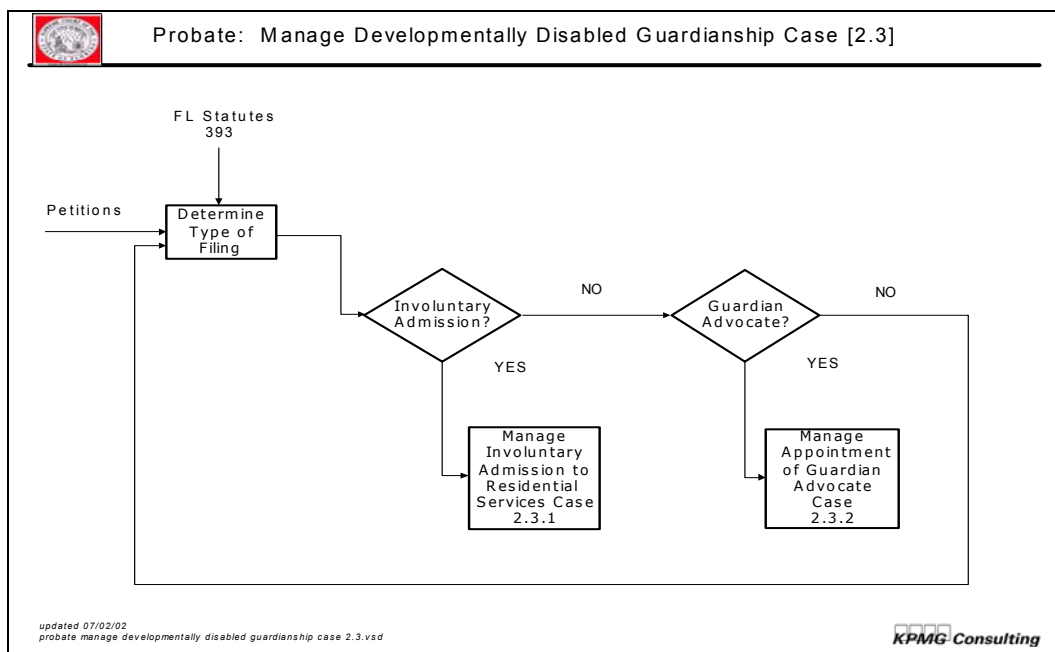 Probate: Manage Developmentally Disabled Guardianship Case [2.3]
FL Statutes
393
Petitions
Determine
Type of
Filing
Involuntary
Admission?
NO
Guardian
Advocate?
NO
YES
YES
Manage
Involuntary
Admission to
Residential
Services Case
2.3.1
Manage
Appointment
of Guardian
Advocate
Case
2.3.2
updated 07/02/02
probate manage developmentally disabled guardianship case 2.3.vsd
KPMG Consulting